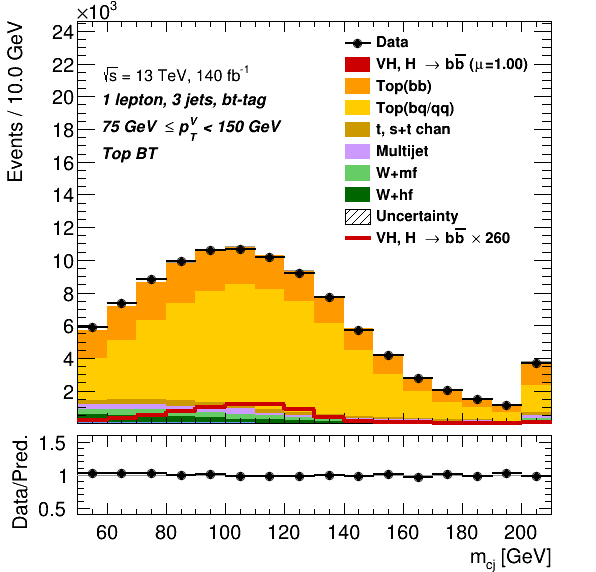 ×10³
Events / 10.0 GeV
24
22
20
18
16
14
12
10
8
6
4
2
√s = 13 TeV, 140 fb⁻¹
1 lepton, 3 jets, bt-tag
75 GeV ≤ p_T^V < 150 GeV
Top BT
Data
VH, H → bb̅ (μ=1.00)
Top(bb)
Top(bq/qq)
t, s+t chan
Multijet
W+mf
W+hf
Uncertainty
VH, H → bb̅ × 260
Data/Pred.
1.5
1
0.5
60 80 100 120 140 160 180 200
m_cj [GeV]